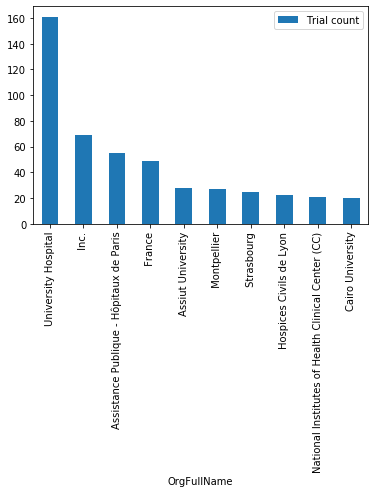 160
140
120
100
80
60
40
20
0
Trial count
University Hospital
Inc.
Assistance Publique - Hôpitaux de Paris
France
Assiut University
Montpellier
Strasbourg
Hospices Civils de Lyon
National Institutes of Health Clinical Center (CC)
Cairo University
OrgFullName